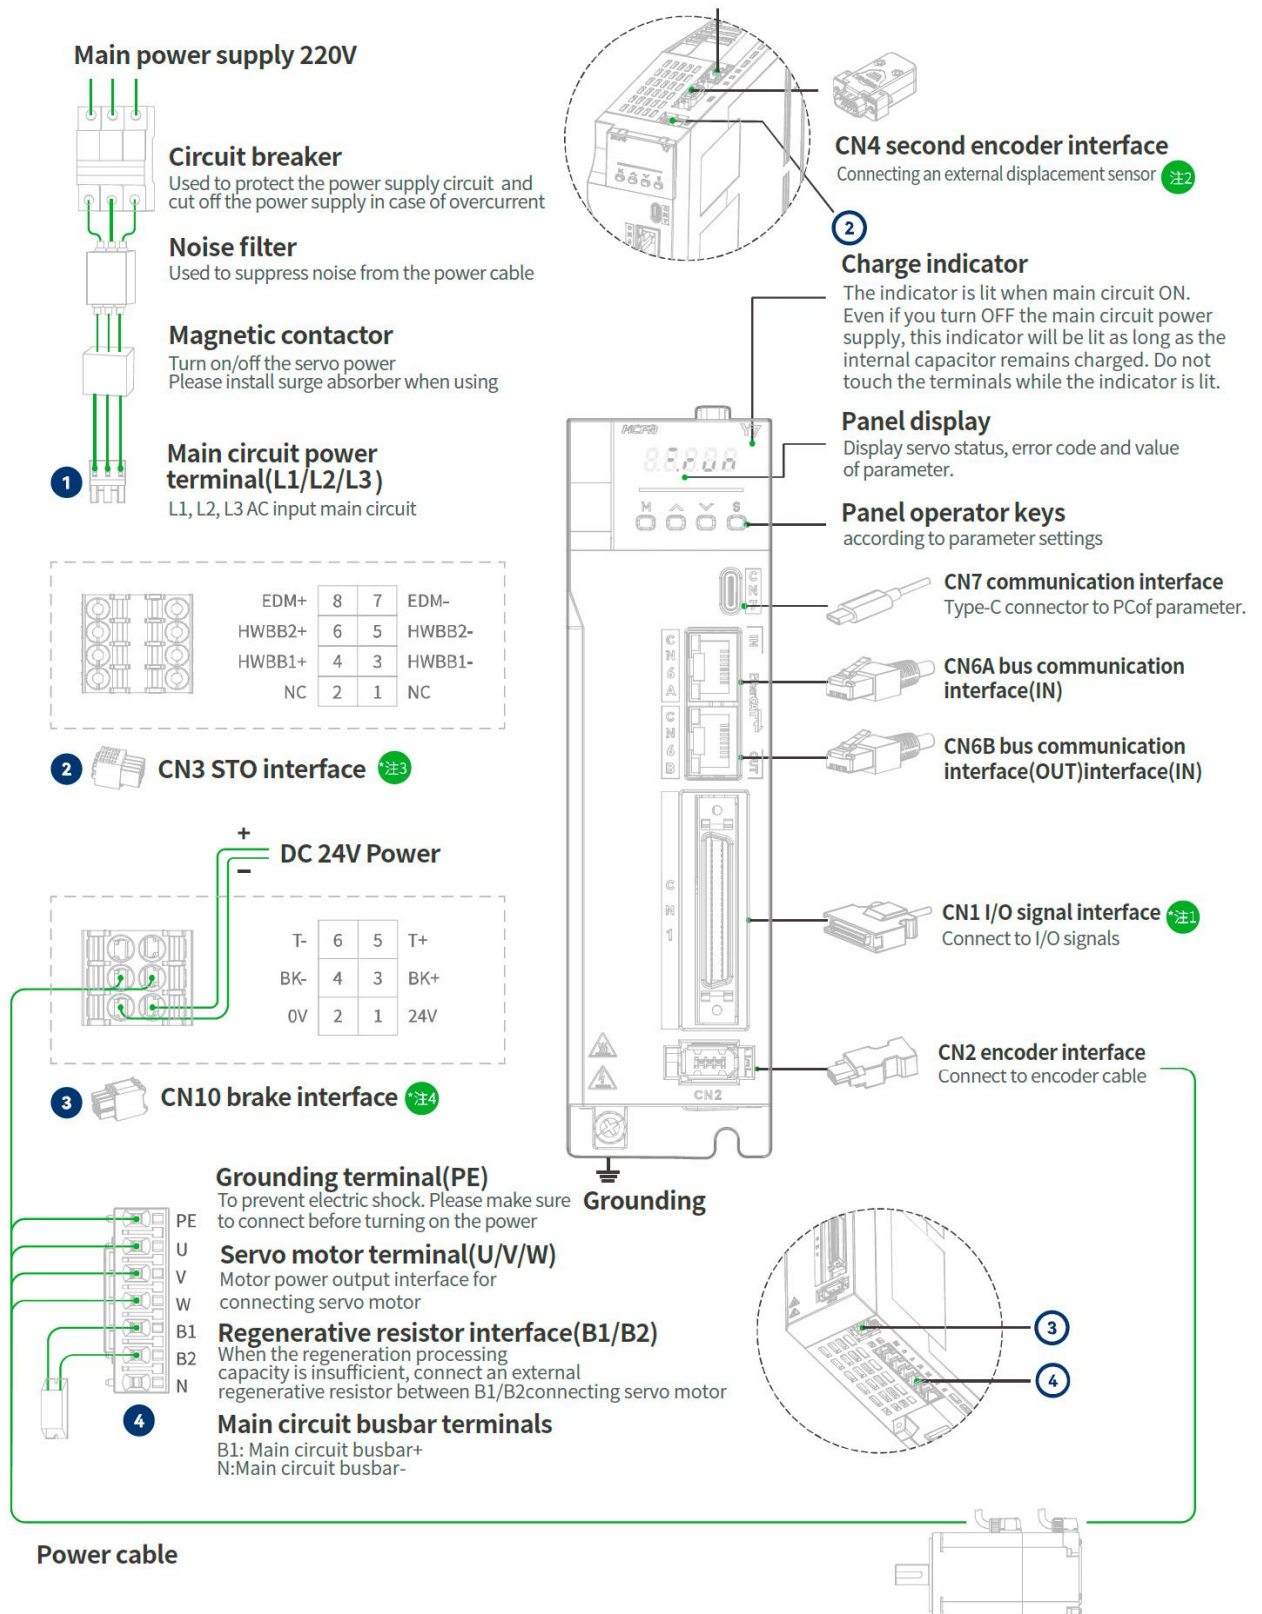 Main power supply 220V
Circuit breaker
Used to protect the power supply circuit and
cut off the power supply in case of overcurrent
Noise filter
Used to suppress noise from the power cable
Magnetic contactor
Turn on/off the servo power
Please install surge absorber when using
1
Main circuit power
terminal(L1/L2/L3)
L1, L2, L3 AC input main circuit
EDM+ 8 7 EDM-
HWBB2+ 6 5 HWBB2-
HWBB1+ 4 3 HWBB1-
NC 2 1 NC
2 CN3 STO interface *注3
+
DC 24V Power
−
T- 6 5 T+
BK- 4 3 BK+
0V 2 1 24V
3 CN10 brake interface *注4
Grounding terminal(PE)
To prevent electric shock. Please make sure
to connect before turning on the power
Servo motor terminal(U/V/W)
Motor power output interface for
connecting servo motor
Regenerative resistor interface(B1/B2)
When the regeneration processing
capacity is insufficient, connect an external
regenerative resistor between B1/B2connecting servo motor
Main circuit busbar terminals
B1: Main circuit busbar+
N:Main circuit busbar-
PE
U
V
W
B1
B2
N
4
Power cable
CN4 second encoder interface
Connecting an external displacement sensor 注2
2
Charge indicator
The indicator is lit when main circuit ON.
Even if you turn OFF the main circuit power
supply, this indicator will be lit as long as the
internal capacitor remains charged. Do not
touch the terminals while the indicator is lit.
Panel display
Display servo status, error code and value
of parameter.
Panel operator keys
according to parameter settings
CN7 communication interface
Type-C connector to PCof parameter.
CN6A bus communication
interface(IN)
CN6B bus communication
interface(OUT)interface(IN)
CN1 I/O signal interface *注1
Connect to I/O signals
CN2 encoder interface
Connect to encoder cable
HCFA Y7
M S
CN7
IN
CN6A
EtherCAT
CN6B
OUT
CN1
CN2
Grounding
3
4